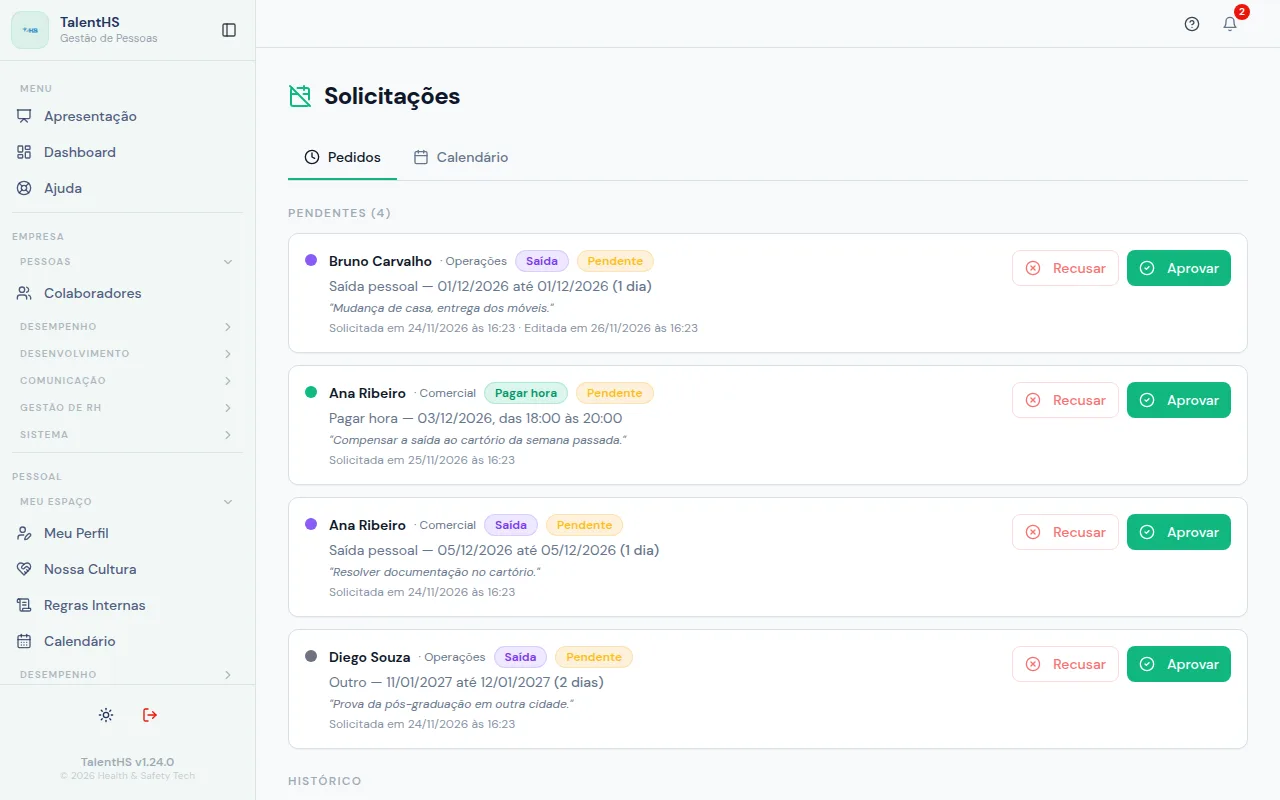 TalentHS
Gestão de Pessoas
2
MENU
Apresentação
Dashboard
Ajuda
EMPRESA
PESSOAS
Colaboradores
DESEMPENHO
DESENVOLVIMENTO
COMUNICAÇÃO
GESTÃO DE RH
SISTEMA
PESSOAL
MEU ESPAÇO
Meu Perfil
Nossa Cultura
Regras Internas
Calendário
DESEMPENHO
TalentHS v1.24.0
© 2026 Health & Safety Tech
Solicitações
Pedidos Calendário
PENDENTES (4)
Bruno Carvalho · Operações Saída Pendente Recusar Aprovar
Saída pessoal — 01/12/2026 até 01/12/2026 (1 dia)
"Mudança de casa, entrega dos móveis."
Solicitada em 24/11/2026 às 16:23 · Editada em 26/11/2026 às 16:23
Ana Ribeiro · Comercial Pagar hora Pendente Recusar Aprovar
Pagar hora — 03/12/2026, das 18:00 às 20:00
"Compensar a saída ao cartório da semana passada."
Solicitada em 25/11/2026 às 16:23
Ana Ribeiro · Comercial Saída Pendente Recusar Aprovar
Saída pessoal — 05/12/2026 até 05/12/2026 (1 dia)
"Resolver documentação no cartório."
Solicitada em 24/11/2026 às 16:23
Diego Souza · Operações Saída Pendente Recusar Aprovar
Outro — 11/01/2027 até 12/01/2027 (2 dias)
"Prova da pós-graduação em outra cidade."
Solicitada em 24/11/2026 às 16:23
HISTÓRICO